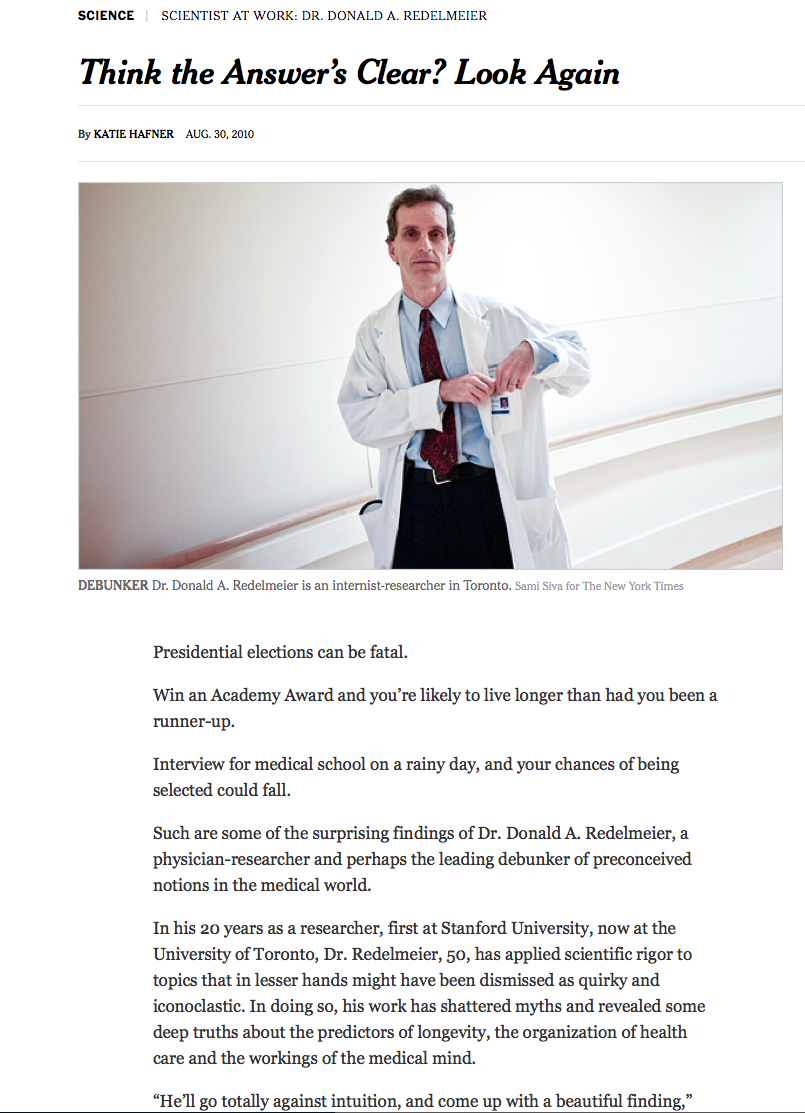 SCIENCE | SCIENTIST AT WORK: DR. DONALD A. REDELMEIER
Think the Answer’s Clear? Look Again
By KATIE HAFNER AUG. 30, 2010
DEBUNKER Dr. Donald A. Redelmeier is an internist-researcher in Toronto. Sami Siva for The New York Times
Presidential elections can be fatal.
Win an Academy Award and you’re likely to live longer than had you been a
runner-up.
Interview for medical school on a rainy day, and your chances of being
selected could fall.
Such are some of the surprising findings of Dr. Donald A. Redelmeier, a
physician-researcher and perhaps the leading debunker of preconceived
notions in the medical world.
In his 20 years as a researcher, first at Stanford University, now at the
University of Toronto, Dr. Redelmeier, 50, has applied scientific rigor to
topics that in lesser hands might have been dismissed as quirky and
iconoclastic. In doing so, his work has shattered myths and revealed some
deep truths about the predictors of longevity, the organization of health
care and the workings of the medical mind.
“He’ll go totally against intuition, and come up with a beautiful finding,”